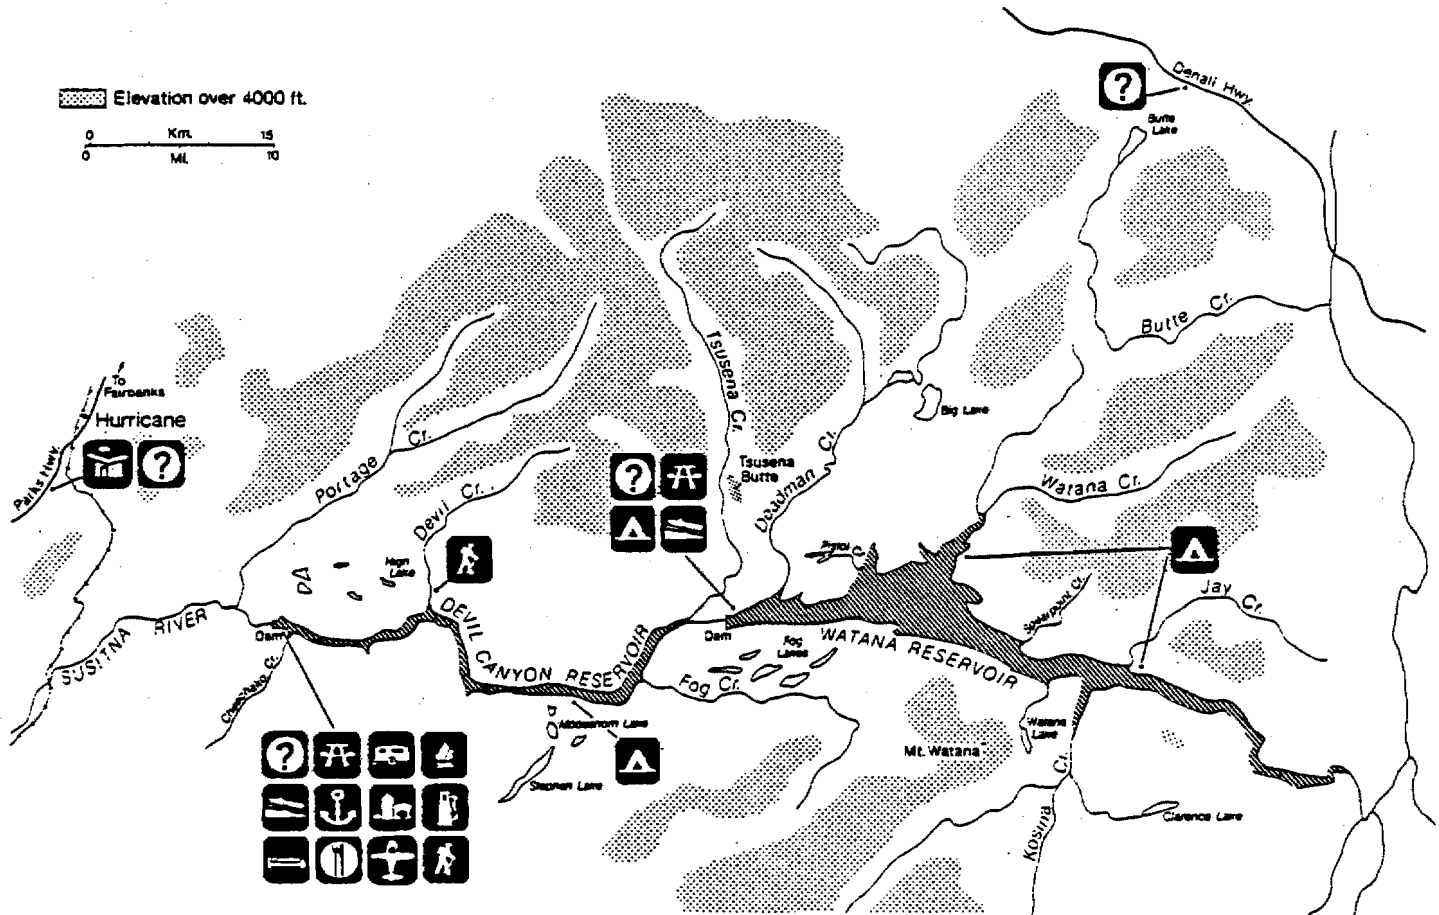 Elevation over 4000 ft.
0 Km. 15
0 Mi. 10
Denali Hwy.
?
Butte
Lake
Butte Cr.
To
Fairbanks
Hurricane
Parks Hwy.
?
Portage Cr.
Devil Cr.
High
Lake
Tsusena Cr.
Tsusena
Butte
Deadman Cr.
Big Lake
Watana Cr.
?
Jay Cr.
SUSITNA RIVER
Dam
Chechako Cr.
DEVIL CANYON RESERVOIR
Dam
Fog
Lakes
WATANA RESERVOIR
Fog Cr.
Stephan Lake
Mt. Watana
Watana
Lake
Kosina Cr.
Clarence Lake
?